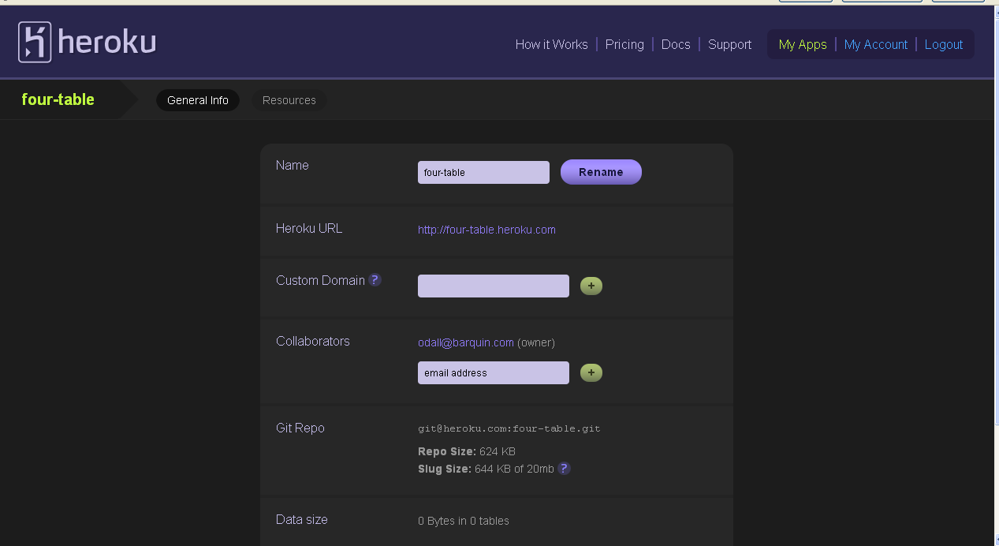 heroku
How it Works Pricing Docs Support My Apps My Account Logout
four-table General Info Resources
Name four-table Rename
Heroku URL http://four-table.heroku.com
Custom Domain ? +
Collaborators odall@barquin.com (owner)
email address +
Git Repo git@heroku.com:four-table.git
Repo Size: 624 KB
Slug Size: 644 KB of 20mb ?
Data size 0 Bytes in 0 tables